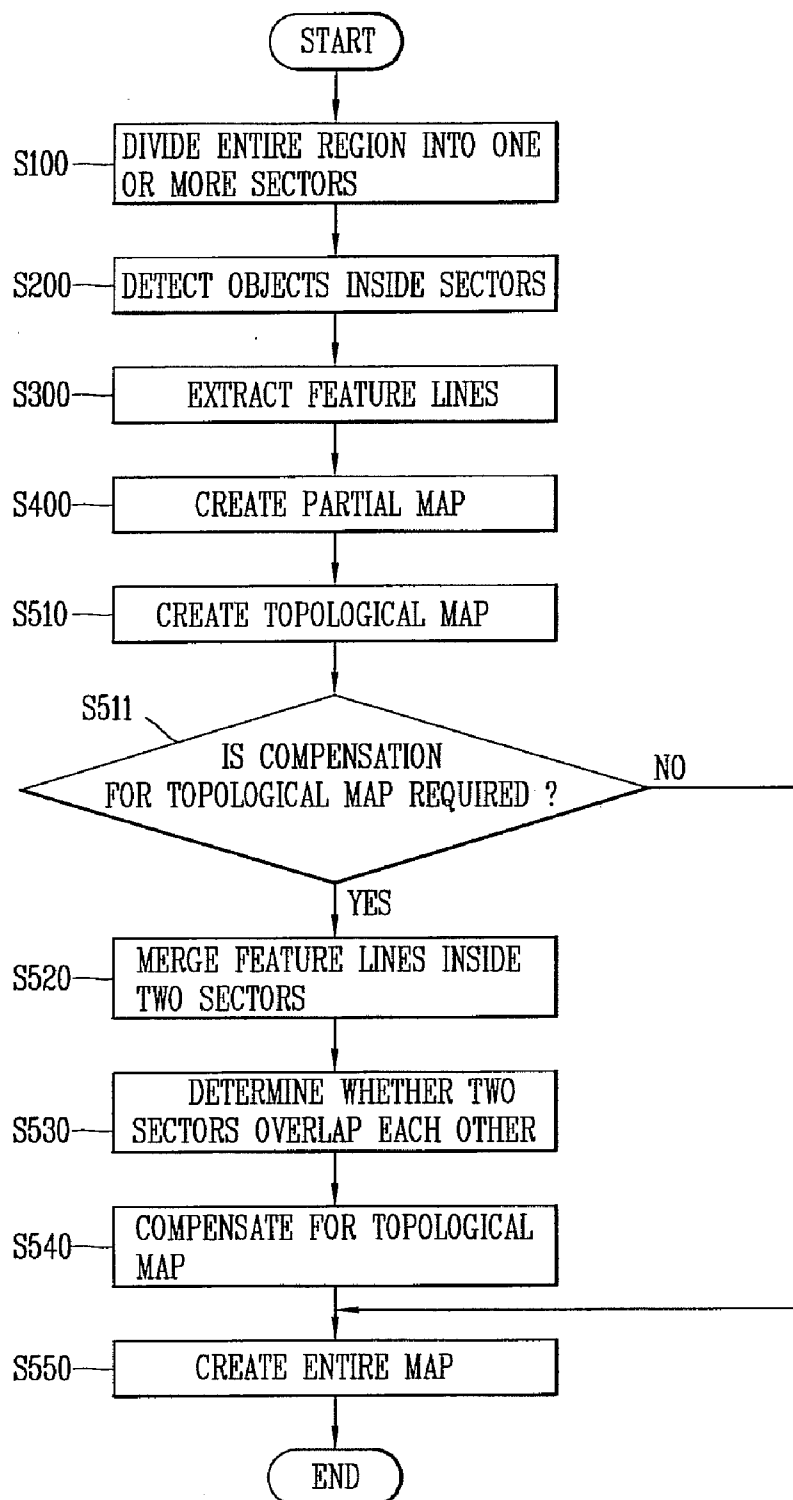 START
S100
DIVIDE ENTIRE REGION INTO ONE
OR MORE SECTORS
S200
DETECT OBJECTS INSIDE SECTORS
S300
EXTRACT FEATURE LINES
S400
CREATE PARTIAL MAP
S510
CREATE TOPOLOGICAL MAP
S511
IS COMPENSATION
FOR TOPOLOGICAL MAP REQUIRED ?
NO
YES
S520
MERGE FEATURE LINES INSIDE
TWO SECTORS
S530
DETERMINE WHETHER TWO
SECTORS OVERLAP EACH OTHER
S540
COMPENSATE FOR TOPOLOGICAL
MAP
S550
CREATE ENTIRE MAP
END